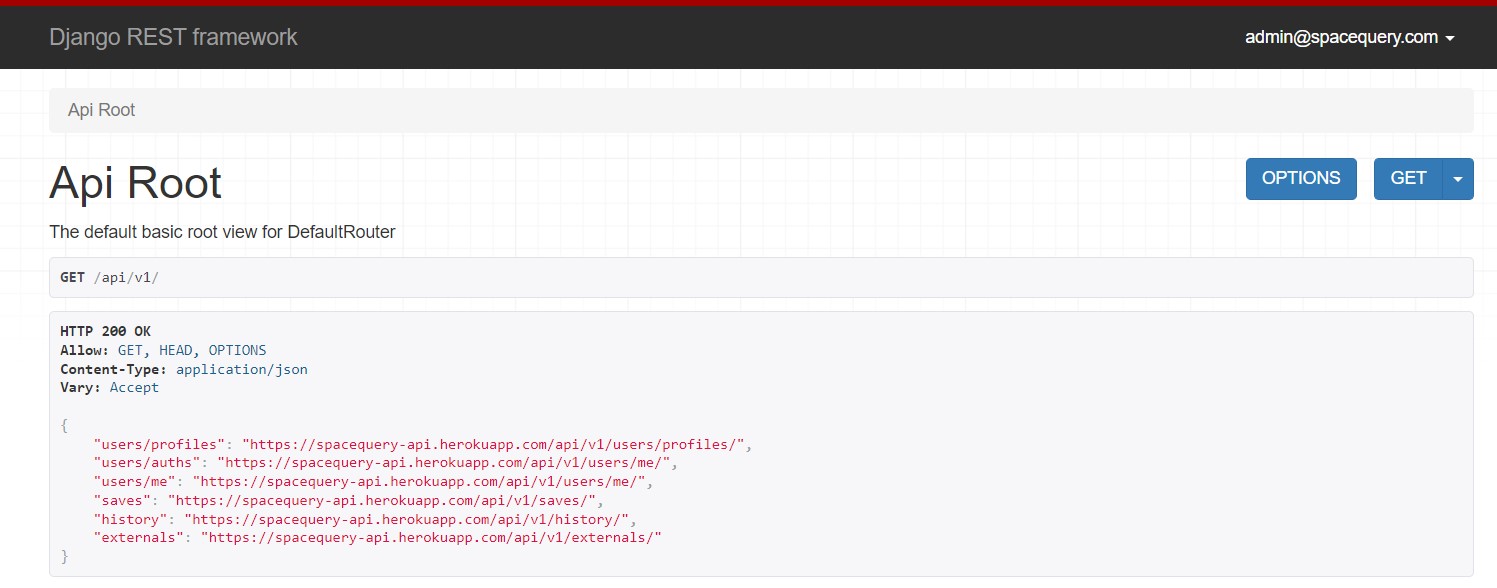 Django REST framework
admin@spacequery.com
Api Root
Api Root
OPTIONS
GET
The default basic root view for DefaultRouter
GET /api/v1/
HTTP 200 OK
Allow: GET, HEAD, OPTIONS
Content-Type: application/json
Vary: Accept
{
    "users/profiles": "https://spacequery-api.herokuapp.com/api/v1/users/profiles/",
    "users/auths": "https://spacequery-api.herokuapp.com/api/v1/users/me/",
    "users/me": "https://spacequery-api.herokuapp.com/api/v1/users/me/",
    "saves": "https://spacequery-api.herokuapp.com/api/v1/saves/",
    "history": "https://spacequery-api.herokuapp.com/api/v1/history/",
    "externals": "https://spacequery-api.herokuapp.com/api/v1/externals/"
}